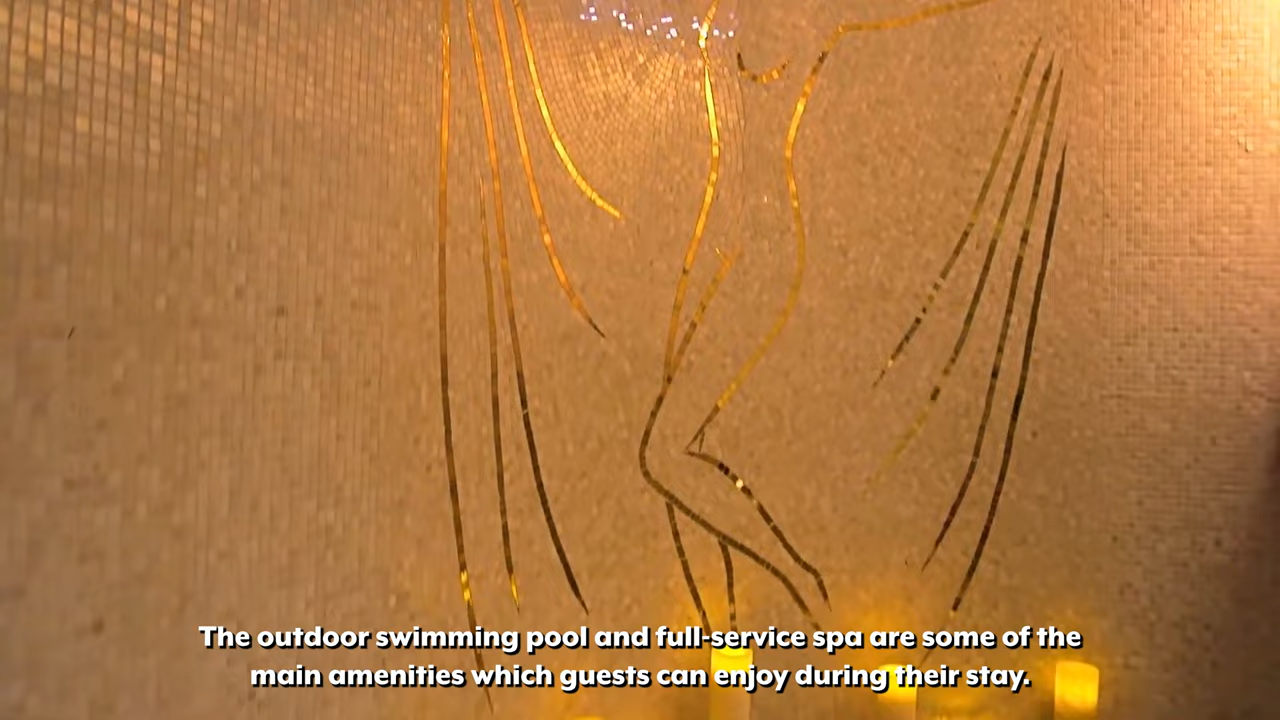 The outdoor swimming pool and full-service spa are some of the
main amenities which guests can enjoy during their stay.